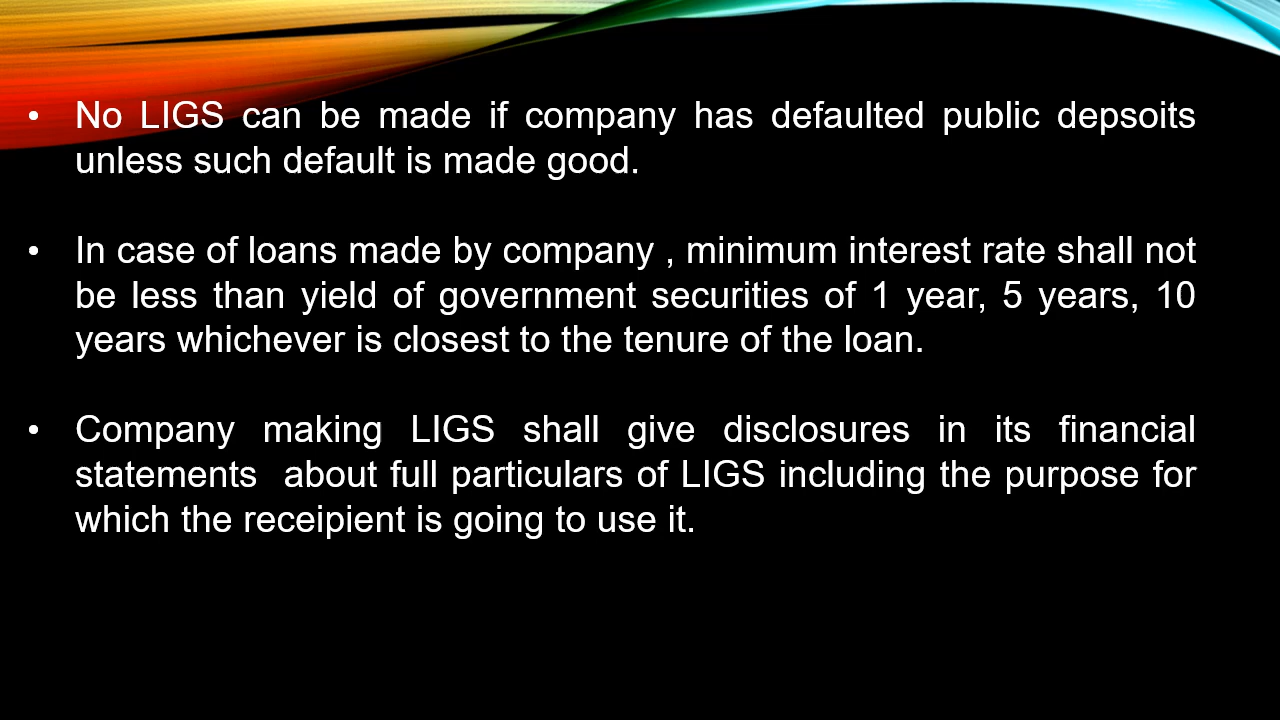 • No LIGS can be made if company has defaulted public depsoits
unless such default is made good.
• In case of loans made by company , minimum interest rate shall not
be less than yield of government securities of 1 year, 5 years, 10
years whichever is closest to the tenure of the loan.
• Company making LIGS shall give disclosures in its financial
statements  about full particulars of LIGS including the purpose for
which the receipient is going to use it.